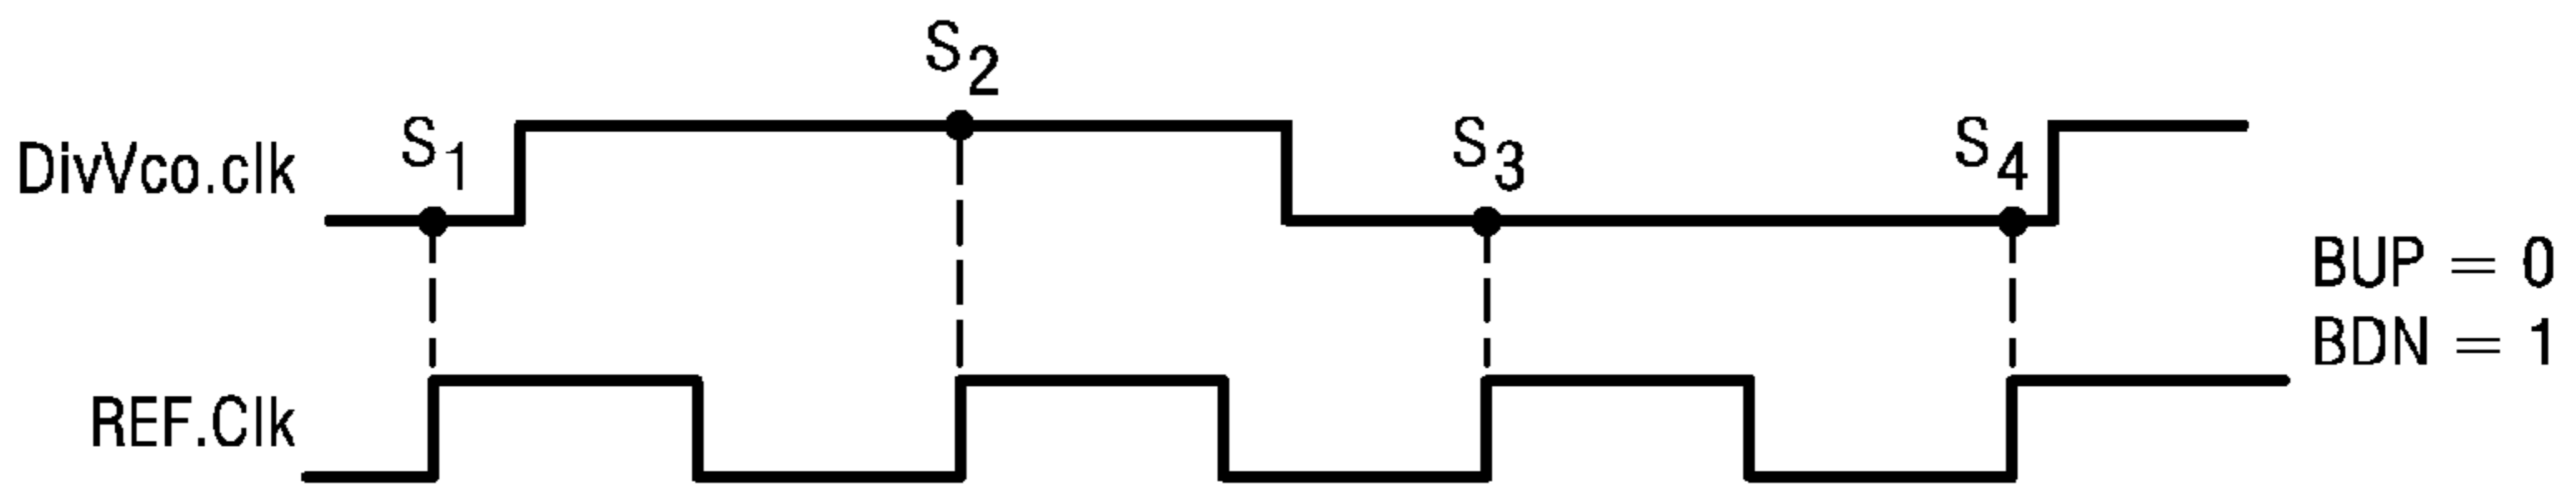 DivVco.clk
S1
S2
S3
S4
BUP = 0
BDN = 1
REF.Clk